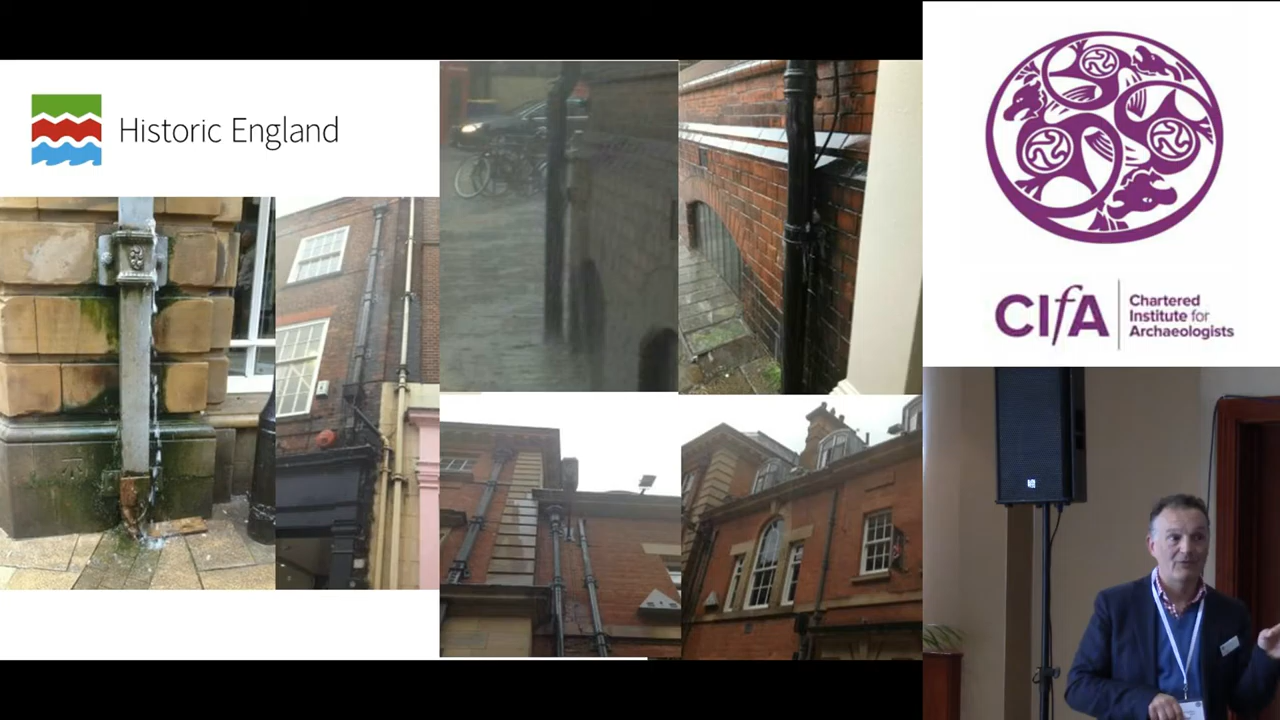 Historic England
CIfA
Chartered
Institute for
Archaeologists